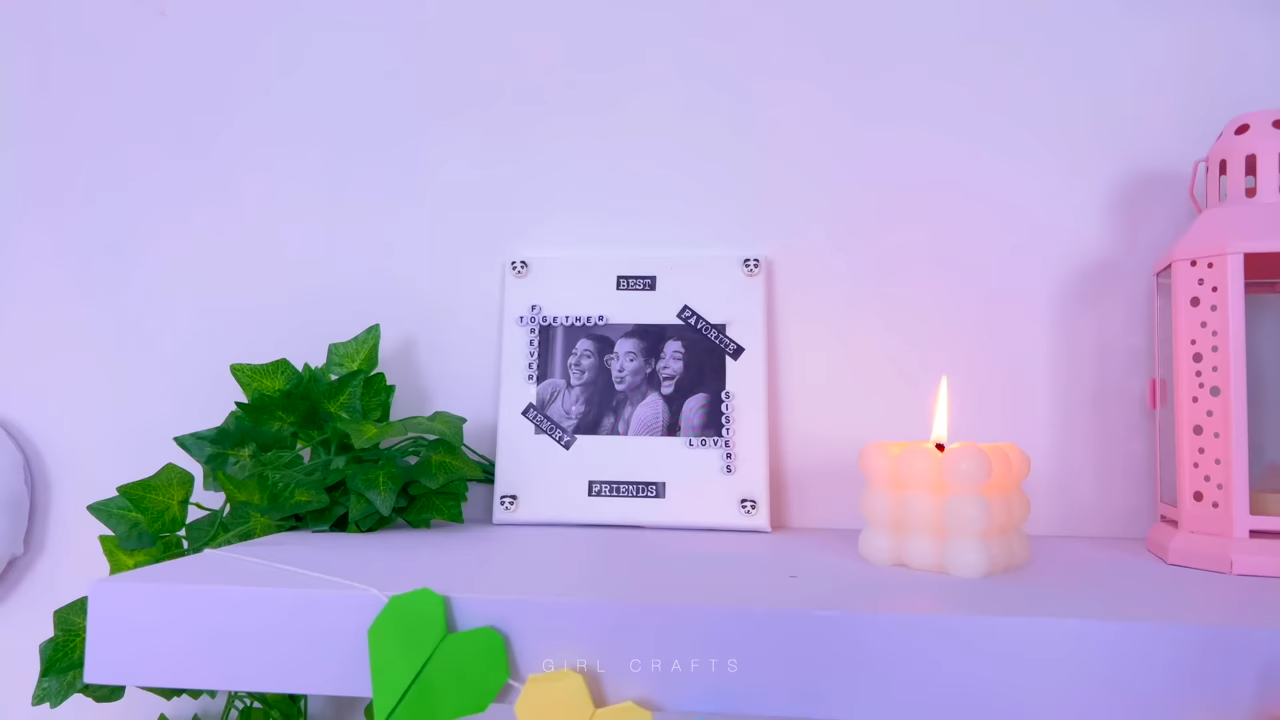 BEST
FOREVER
TOGETHER
FAVORITE
MEMORY
SISTERS
LOVE
FRIENDS
GIRL CRAFTS